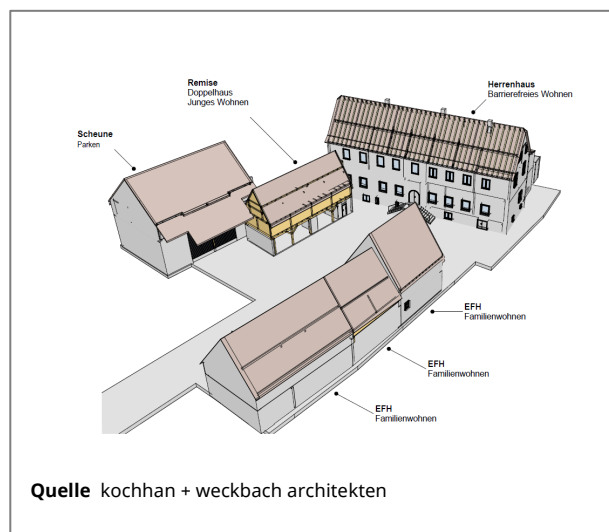 Remise
Doppelhaus
Junges Wohnen
Herrenhaus
Barrierefreies Wohnen
Scheune
Parken
EFH
Familienwohnen
EFH
Familienwohnen
EFH
Familienwohnen
Quelle kochhan + weckbach architekten